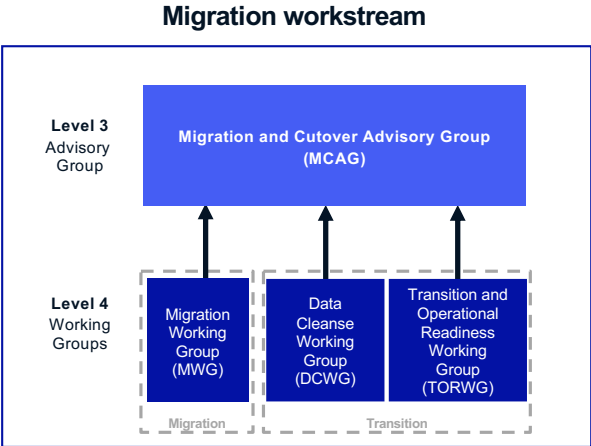 Migration workstream
Level 3
Advisory
Group
Migration and Cutover Advisory Group
(MCAG)
Level 4
Working
Groups
Migration
Working
Group
(MWG)
Data
Cleanse
Working
Group
(DCWG)
Transition and
Operational
Readiness
Working
Group
(TORWG)
Migration
Transition